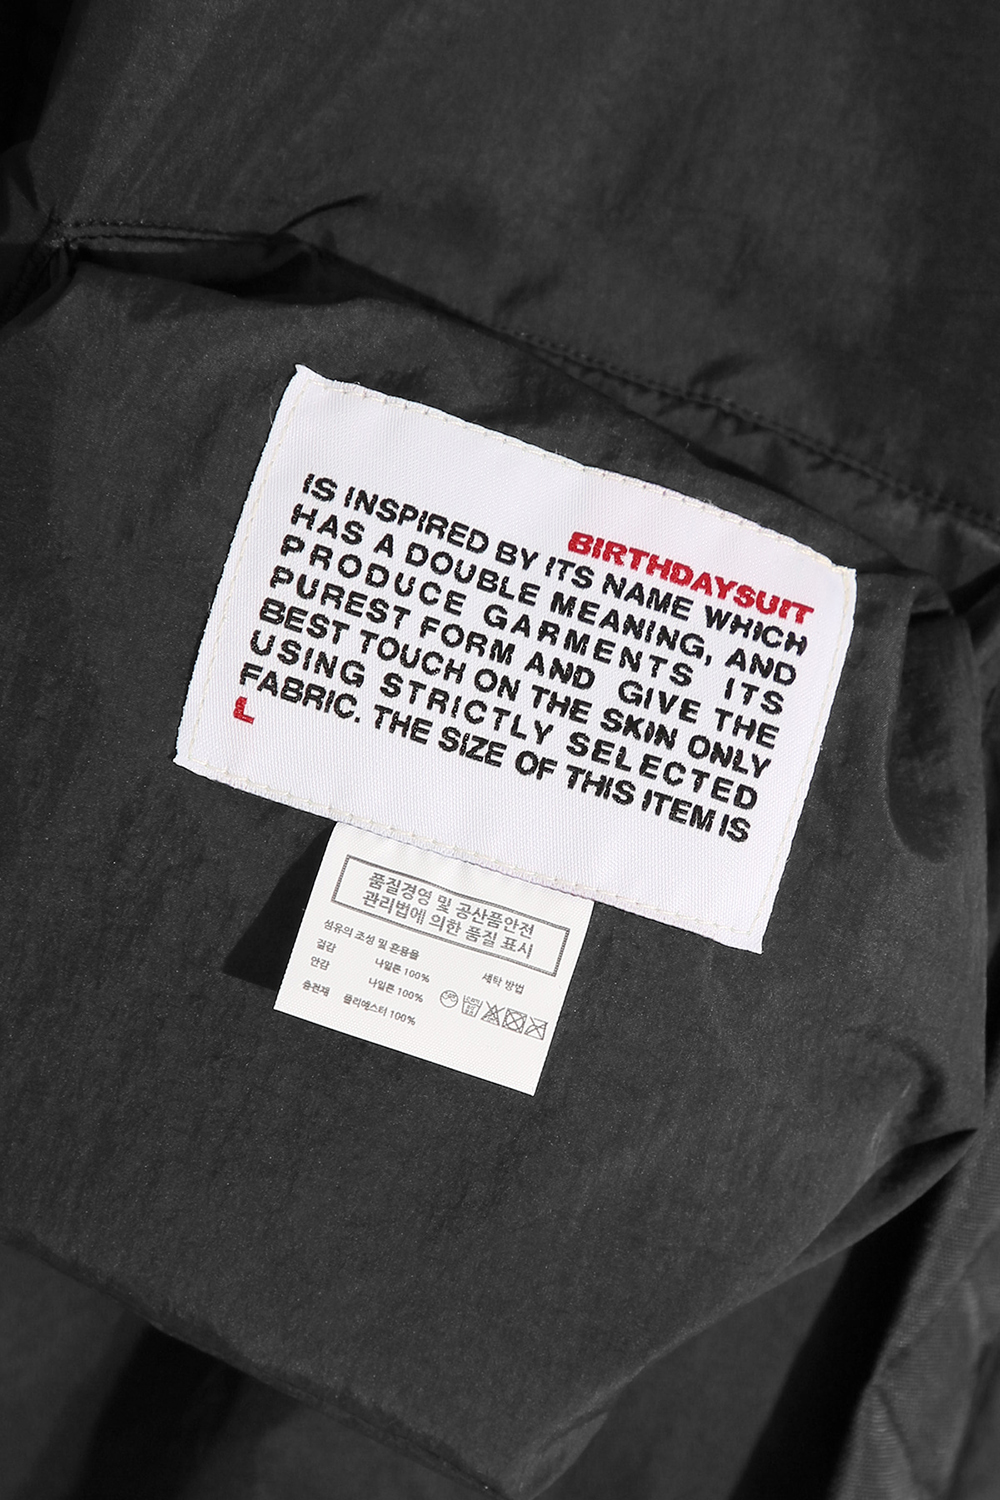 BIRTHDAYSUIT
IS INSPIRED BY ITS NAME WHICH
HAS A DOUBLE MEANING, AND
PRODUCE GARMENTS ITS
PUREST FORM AND GIVE THE
BEST TOUCH ON THE SKIN ONLY
USING STRICTLY SELECTED
FABRIC. THE SIZE OF THIS ITEM IS
L
품질경영 및 공산품안전
관리법에 의한 품질 표시
섬유의 조성 및 혼용율
겉감 나일론 100% 세탁 방법
안감 나일론 100%
충전재 폴리에스터 100%